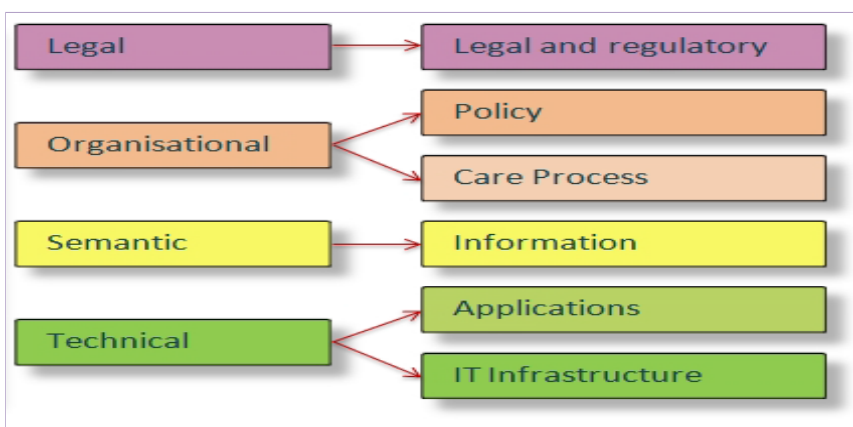 Legal
Legal and regulatory
Organisational
Policy
Care Process
Semantic
Information
Technical
Applications
IT Infrastructure